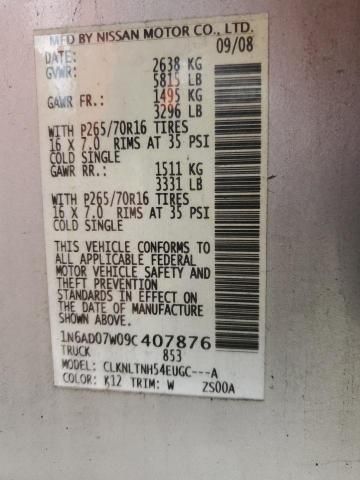 MFD BY NISSAN MOTOR CO., LTD.
DATE: 09/08
GVWR: 2638 KG
5815 LB
GAWR FR.: 1495 KG
3296 LB
WITH P265/70R16 TIRES
16 X 7.0 RIMS AT 35 PSI
COLD SINGLE
GAWR RR.: 1511 KG
3331 LB
WITH P265/70R16 TIRES
16 X 7.0 RIMS AT 35 PSI
COLD SINGLE
THIS VEHICLE CONFORMS TO
ALL APPLICABLE FEDERAL
MOTOR VEHICLE SAFETY AND
THEFT PREVENTION
STANDARDS IN EFFECT ON
THE DATE OF MANUFACTURE
SHOWN ABOVE.
1N6AD07W09C407876
TRUCK 853
MODEL: CLKNLTNH54EUGC---A
COLOR: K12 TRIM: W 2S00A